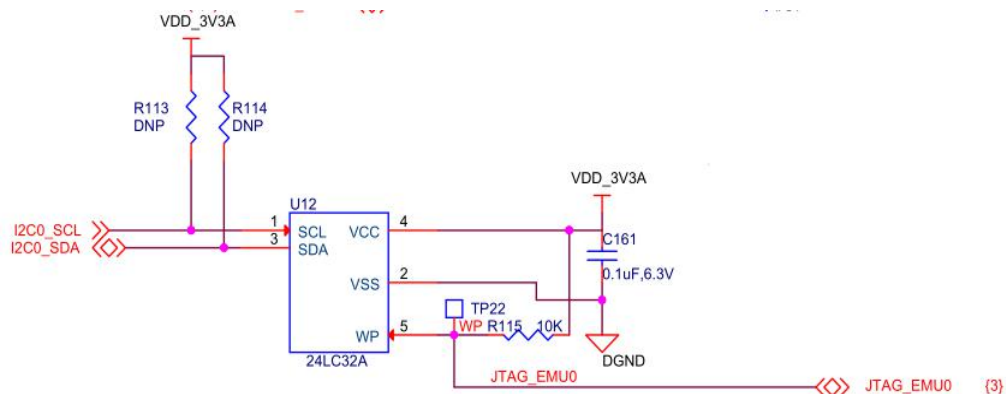 VDD_3V3A
R113
DNP
R114
DNP
VDD_3V3A
U12
I2C0_SCL
1
SCL
VCC
4
C161
I2C0_SDA
3
SDA
0.1uF,6.3V
VSS
2
TP22
WP
5
WP
R115
10K
24LC32A
DGND
JTAG_EMU0
JTAG_EMU0
{3}